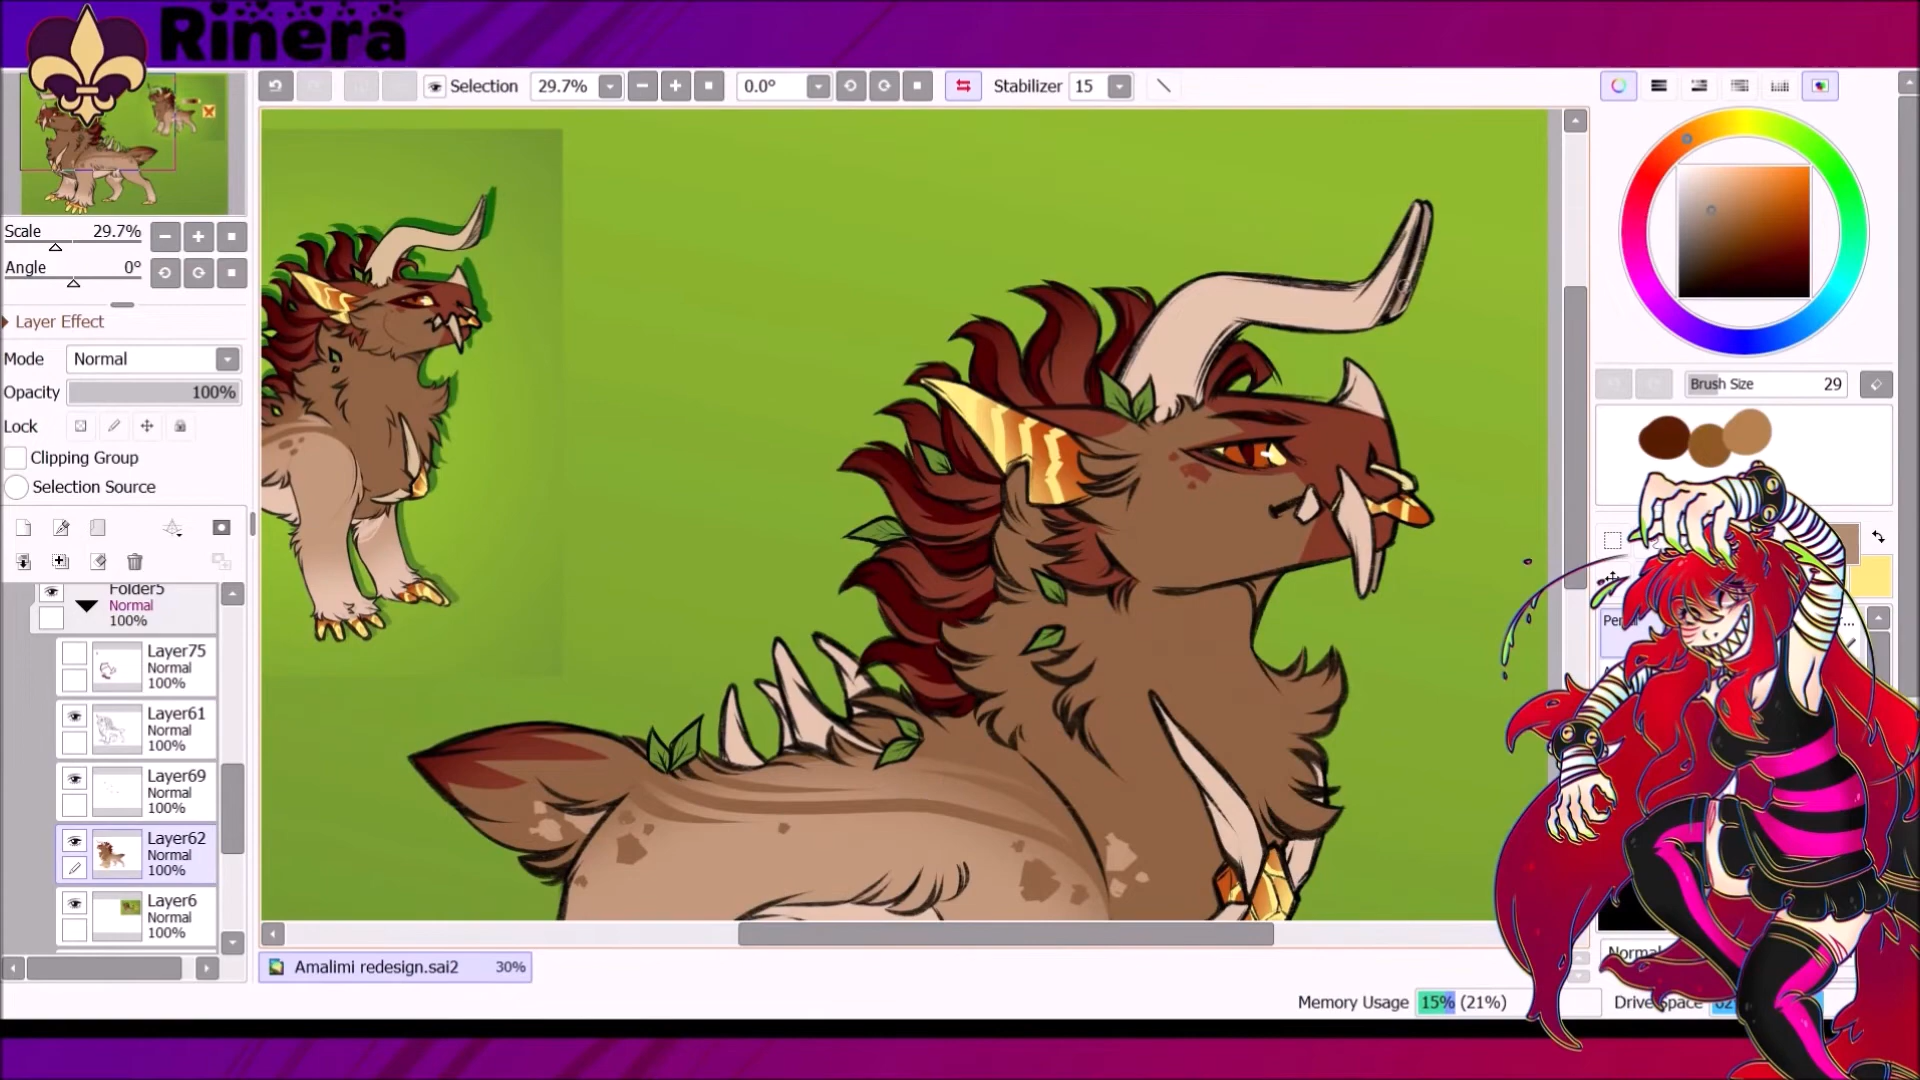 Rinera
Selection
29.7%
0.0°
Stabilizer
15
Scale
29.7%
Angle
0°
Layer Effect
Mode
Normal
Opacity
100%
Lock
Clipping Group
Selection Source
Folder5
Normal
100%
Layer75
Normal
100%
Layer61
Normal
100%
Layer69
Normal
100%
Layer62
Normal
100%
Layer6
Normal
100%
Brush Size
29
Amalimi redesign.sai2
30%
Normal
Memory Usage
15% (21%)
Drive Space